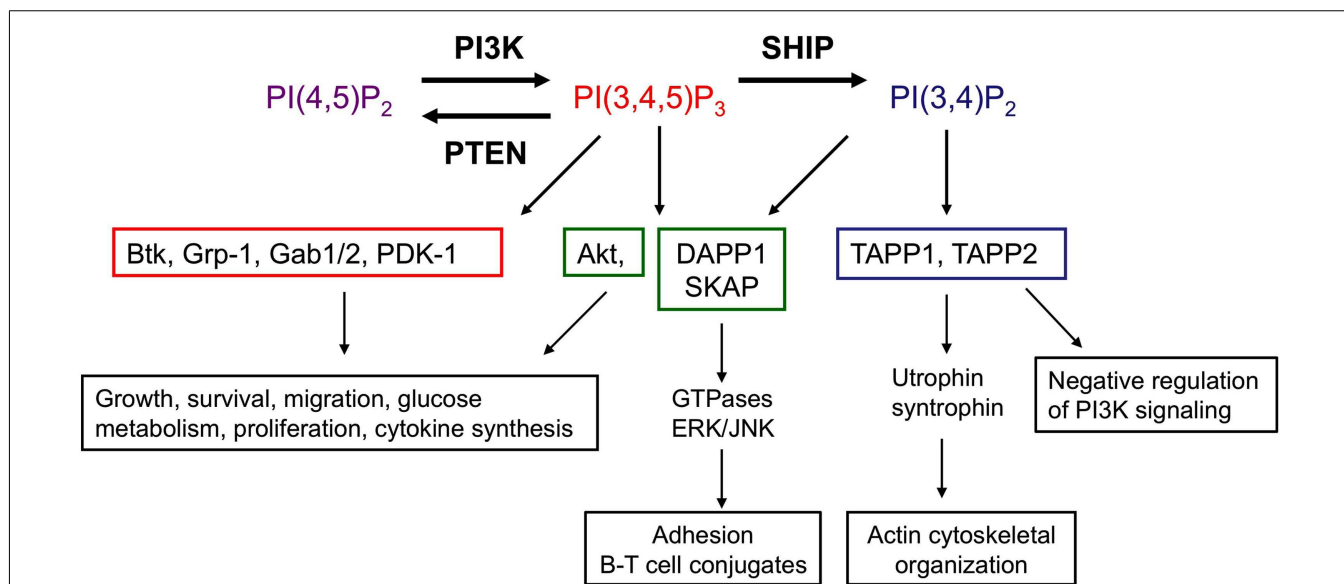 PI3K
SHIP
PI(4,5)P2
PI(3,4,5)P3
PI(3,4)P2
PTEN
Btk, Grp-1, Gab1/2, PDK-1
Akt,
DAPP1
SKAP
TAPP1, TAPP2
Growth, survival, migration, glucose
metabolism, proliferation, cytokine synthesis
GTPases
ERK/JNK
Utrophin
syntrophin
Negative regulation
of PI3K signaling
Adhesion
B-T cell conjugates
Actin cytoskeletal
organization